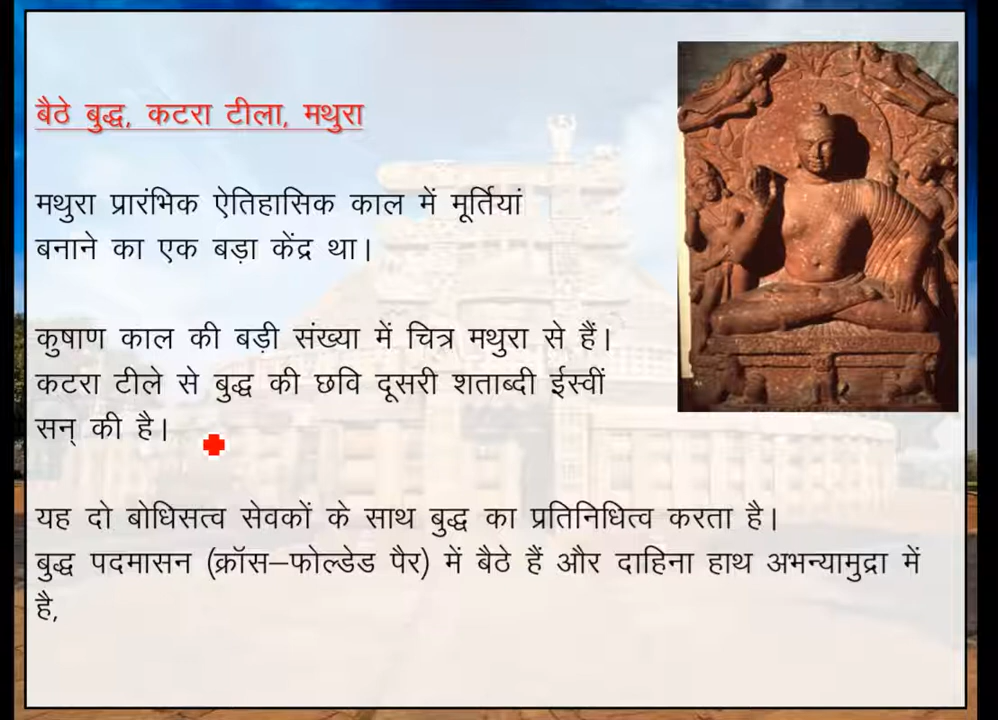 बैठे बुद्ध, कटरा टीला, मथुरा
मथुरा प्रारंभिक ऐतिहासिक काल में मूर्तियां
बनाने का एक बड़ा केंद्र था।
कुषाण काल की बड़ी संख्या में चित्र मथुरा से हैं।
कटरा टीले से बुद्ध की छवि दूसरी शताब्दी ईस्वीं
सन् की है।
यह दो बोधिसत्व सेवकों के साथ बुद्ध का प्रतिनिधित्व करता है।
बुद्ध पदमासन (क्रॉस–फोल्डेड पैर) में बैठे हैं और दाहिना हाथ अभन्यामुद्रा में
है,